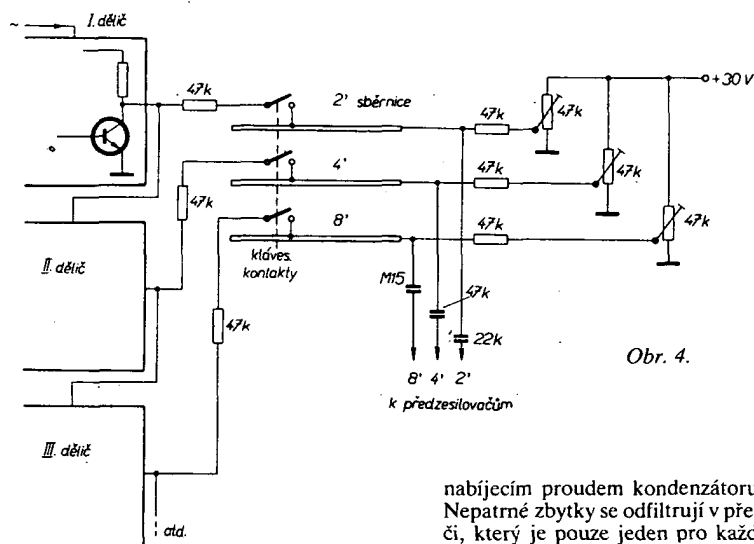 ~
I. dělič
47k
2' sběrnice
47k
47k
+30V
4'
47k
47k
47k
8'
47k
47k
II. dělič
kláves.
kontakty
M15
47k
47k
22k
8' 4' 2'
k předzesilovačům
Obr. 4.
III. dělič
atd.
nabíjecím proudem kondenzátoru
Nepatrné zbytky se odfiltrují v pře
či, který je pouze jeden pro každ